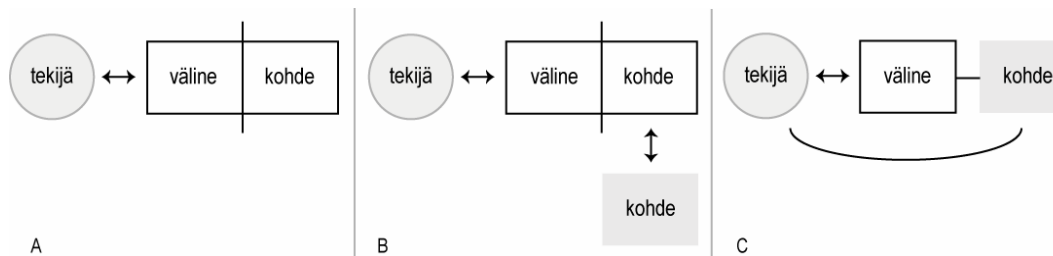 tekijä väline kohde
A
tekijä väline kohde
kohde
B
tekijä väline kohde
C